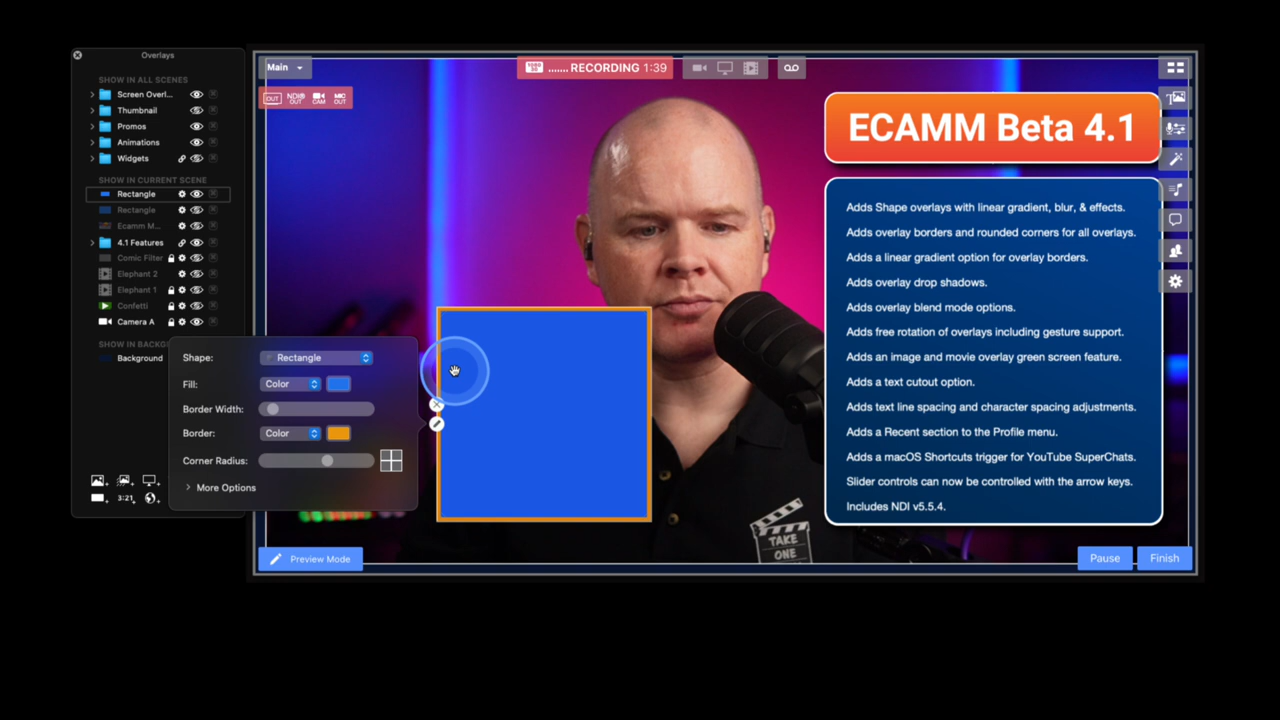 Overlays
SHOW IN ALL SCENES
Screen Overl...
Thumbnail
Promos
Animations
Widgets
SHOW IN CURRENT SCENE
Rectangle
Rectangle
Ecamm M...
4.1 Features
Comic Filter
Elephant 2
Elephant 1
Confetti
Camera A
SHOW IN BACKG
Background
3:21
Shape:
Rectangle
Fill:
Color
Border Width:
Border:
Color
Corner Radius:
More Options
Main
....... RECORDING 1:39
OUT
NDI OUT
CAM
MIC OUT
ECAMM Beta 4.1
Adds Shape overlays with linear gradient, blur, & effects.
Adds overlay borders and rounded corners for all overlays.
Adds a linear gradient option for overlay borders.
Adds overlay drop shadows.
Adds overlay blend mode options.
Adds free rotation of overlays including gesture support.
Adds an image and movie overlay green screen feature.
Adds a text cutout option.
Adds text line spacing and character spacing adjustments.
Adds a Recent section to the Profile menu.
Adds a macOS Shortcuts trigger for YouTube SuperChats.
Slider controls can now be controlled with the arrow keys.
Includes NDI v5.5.4.
TAKE
ONE
Preview Mode
Pause
Finish